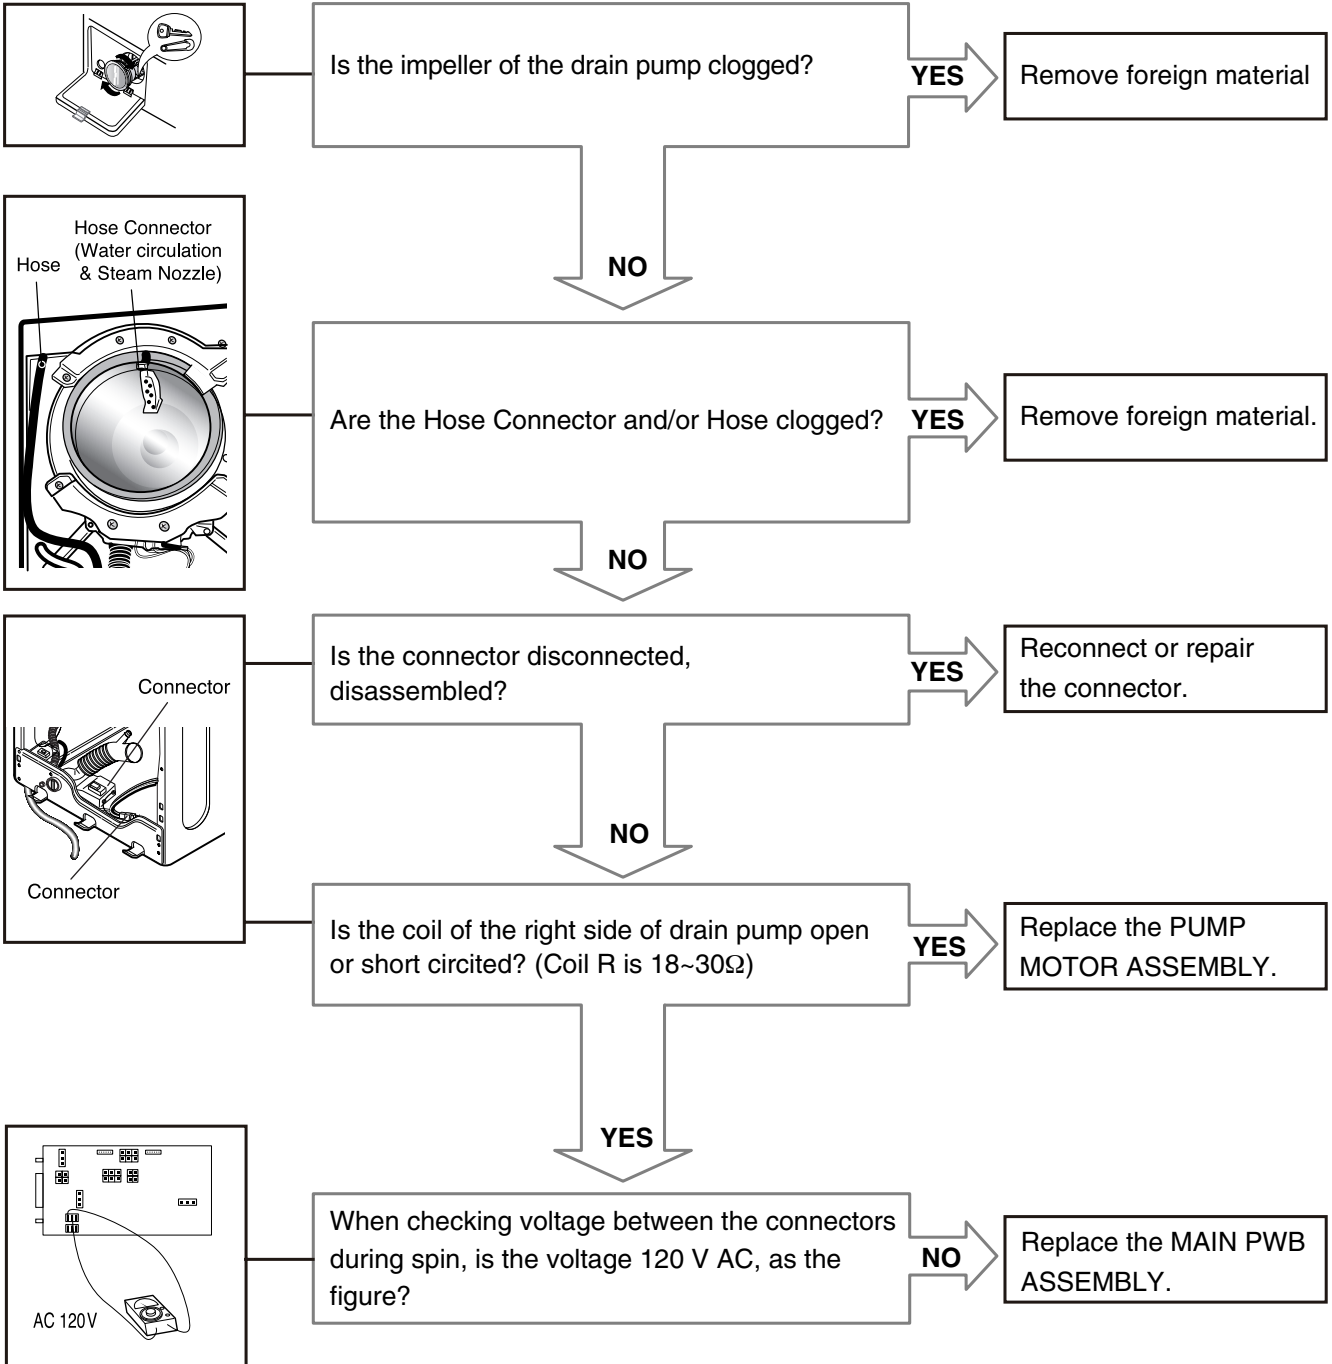 Is the impeller of the drain pump clogged?
YES
Remove foreign material
NO
Hose Connector
(Water circulation
& Steam Nozzle)
Hose
Are the Hose Connector and/or Hose clogged?
YES
Remove foreign material.
NO
Connector
Connector
Is the connector disconnected,
disassembled?
YES
Reconnect or repair
the connector.
NO
Is the coil of the right side of drain pump open
or short circited? (Coil R is 18~30Ω)
YES
Replace the PUMP
MOTOR ASSEMBLY.
YES
AC 120V
When checking voltage between the connectors
during spin, is the voltage 120 V AC, as the
figure?
NO
Replace the MAIN PWB
ASSEMBLY.